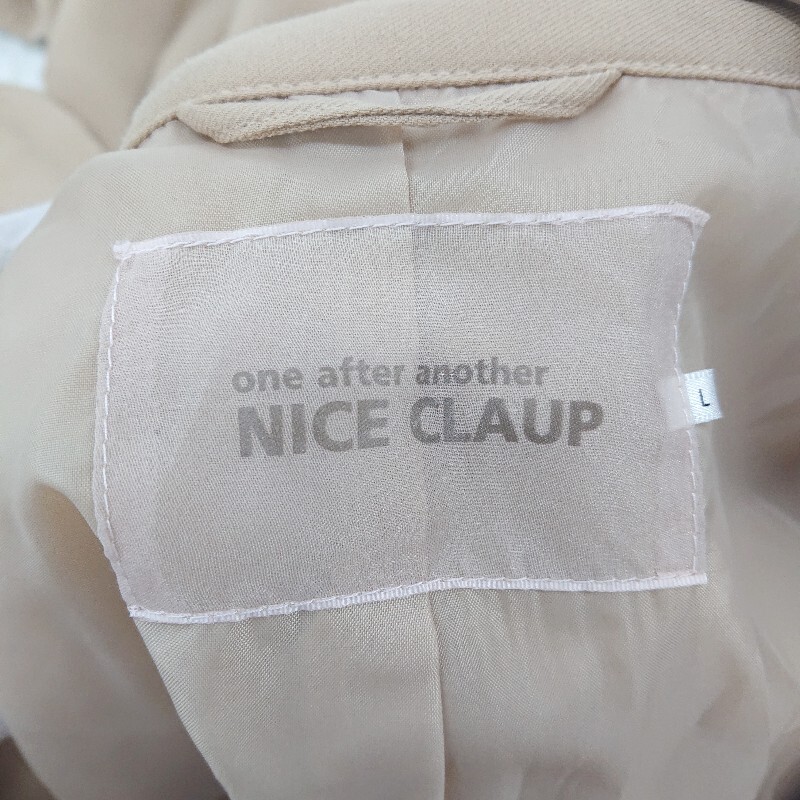 one after another
NICE CLAUP
L